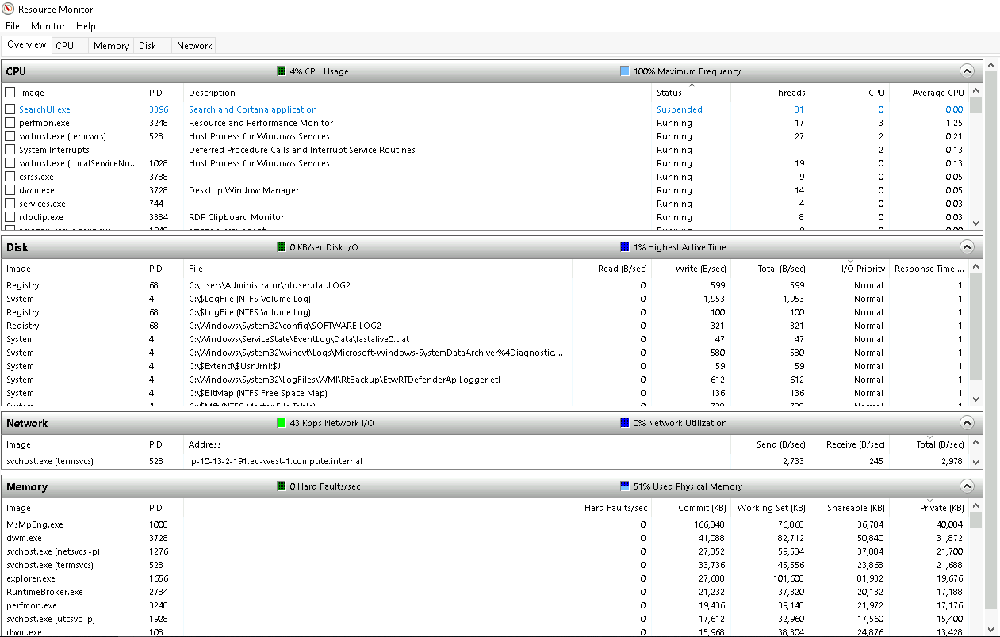 Resource Monitor
File Monitor Help
Overview CPU Memory Disk Network
CPU 4% CPU Usage 100% Maximum Frequency
Image PID Description Status Threads CPU Average CPU
SearchUI.exe 3396 Search and Cortana application Suspended 31 0 0.00
perfmon.exe 3248 Resource and Performance Monitor Running 17 3 1.25
svchost.exe (termsvcs) 528 Host Process for Windows Services Running 27 2 0.21
System Interrupts - Deferred Procedure Calls and Interrupt Service Routines Running - 2 0.13
svchost.exe (LocalServiceNo... 1028 Host Process for Windows Services Running 19 0 0.13
csrss.exe 3788 Running 9 0 0.05
dwm.exe 3728 Desktop Window Manager Running 14 0 0.05
services.exe 744 Running 4 0 0.03
rdpclip.exe 3384 RDP Clipboard Monitor Running 8 0 0.03
Disk 0 KB/sec Disk I/O 1% Highest Active Time
Image PID File Read (B/sec) Write (B/sec) Total (B/sec) I/O Priority Response Time ...
Registry 68 C:\Users\Administrator\ntuser.dat.LOG2 0 599 599 Normal 1
System 4 C:\$LogFile (NTFS Volume Log) 0 1,953 1,953 Normal 1
Registry 68 C:\$LogFile (NTFS Volume Log) 0 100 100 Normal 1
Registry 68 C:\Windows\System32\config\SOFTWARE.LOG2 0 321 321 Normal 1
System 4 C:\Windows\ServiceState\EventLog\Data\lastalive0.dat 0 47 47 Normal 1
System 4 C:\Windows\System32\winevt\Logs\Microsoft-Windows-SystemDataArchiver%4Diagnostic.... 0 580 580 Normal 1
System 4 C:\$Extend\$UsnJrnl:$J 0 59 59 Normal 1
System 4 C:\Windows\System32\LogFiles\WMI\RtBackup\EtwRTDefenderApiLogger.etl 0 612 612 Normal 1
System 4 C:\$BitMap (NTFS Free Space Map) 0 136 136 Normal 1
Network 43 Kbps Network I/O 0% Network Utilization
Image PID Address Send (B/sec) Receive (B/sec) Total (B/sec)
svchost.exe (termsvcs) 528 ip-10-13-2-191.eu-west-1.compute.internal 2,733 245 2,978
Memory 0 Hard Faults/sec 51% Used Physical Memory
Image PID Hard Faults/sec Commit (KB) Working Set (KB) Shareable (KB) Private (KB)
MsMpEng.exe 1008 0 166,348 76,868 36,784 40,084
dwm.exe 3728 0 41,088 82,712 50,840 31,872
svchost.exe (netsvcs -p) 1276 0 27,852 59,584 37,884 21,700
svchost.exe (termsvcs) 528 0 33,736 45,556 23,868 21,688
explorer.exe 1656 0 27,688 101,608 81,932 19,676
RuntimeBroker.exe 2784 0 21,232 37,320 20,132 17,188
perfmon.exe 3248 0 19,436 39,148 21,972 17,176
svchost.exe (utcsvc -p) 1928 0 17,612 32,960 17,560 15,400
dwm.exe 108 0 15,968 38,304 24,876 13,428